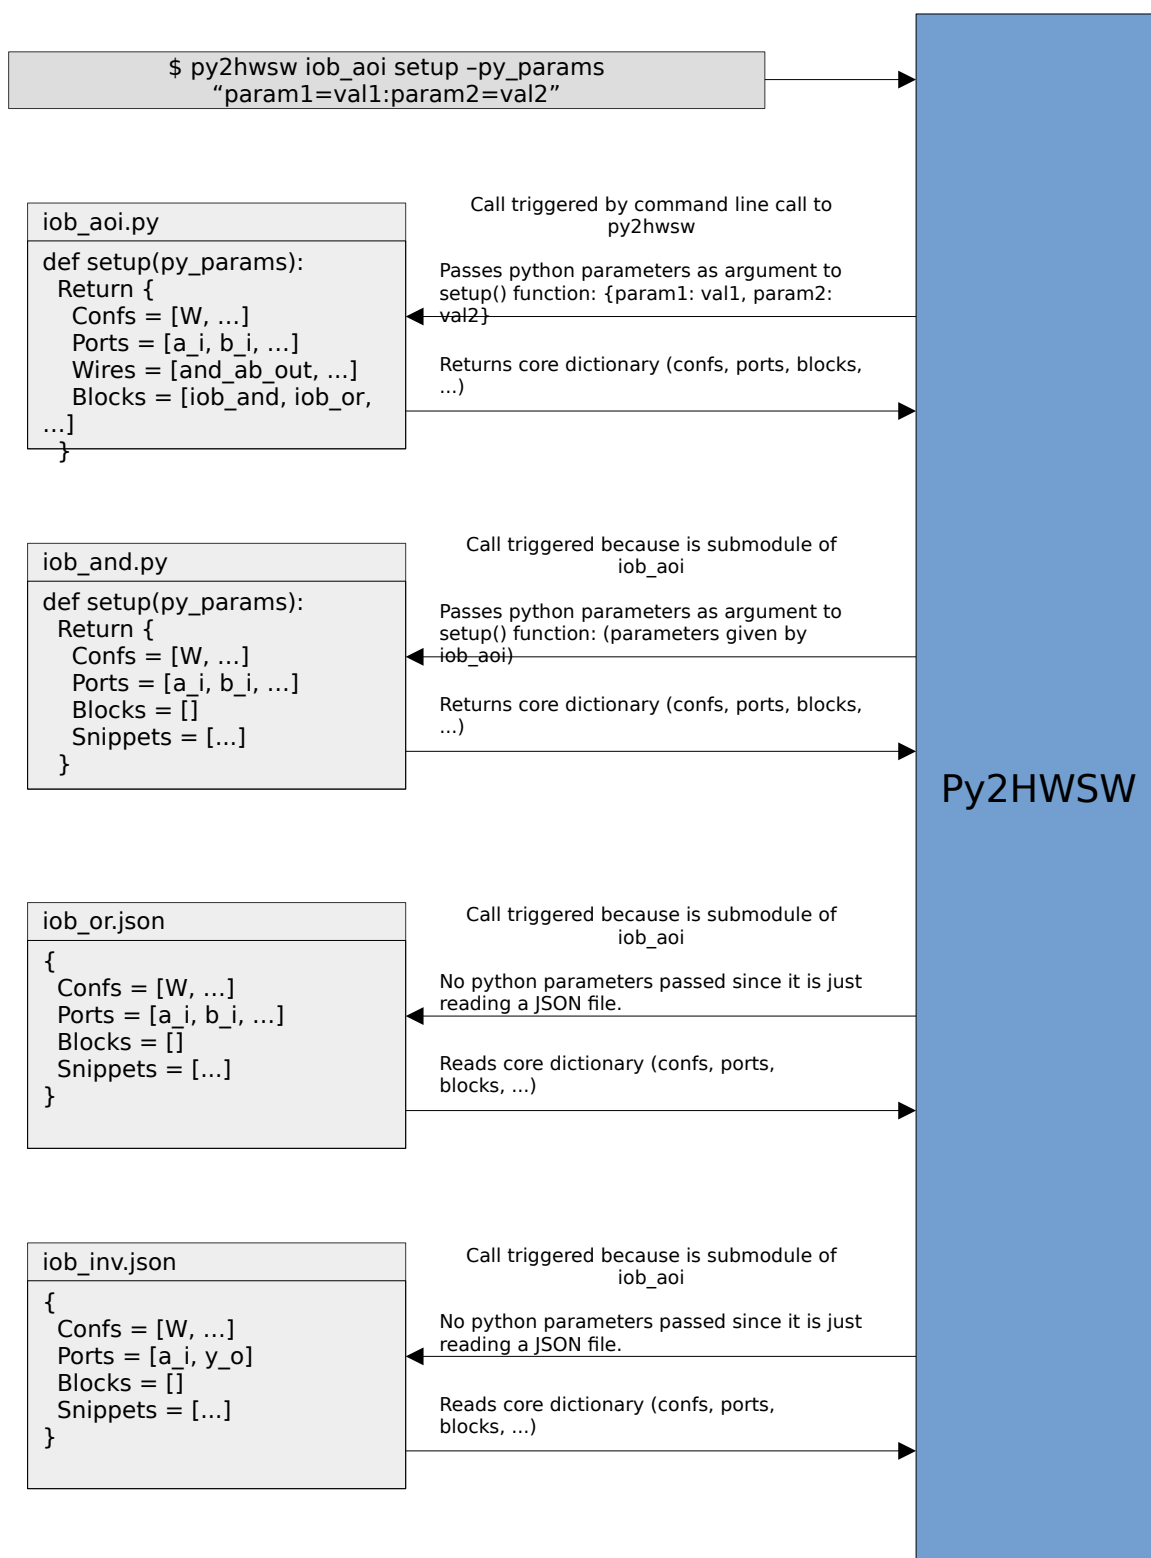 $ py2hwsw iob_aoi setup –py_params
“param1=val1:param2=val2”
iob_aoi.py
def setup(py_params):
Return {
Confs = [W, ...]
Ports = [a_i, b_i, ...]
Wires = [and_ab_out, ...]
Blocks = [iob_and, iob_or,
...]
}
Call triggered by command line call to
py2hwsw
Passes python parameters as argument to
setup() function: {param1: val1, param2:
val2}
Returns core dictionary (confs, ports, blocks,
...)
iob_and.py
def setup(py_params):
Return {
Confs = [W, ...]
Ports = [a_i, b_i, ...]
Blocks = []
Snippets = [...]
}
Call triggered because is submodule of
iob_aoi
Passes python parameters as argument to
setup() function: (parameters given by
iob_aoi)
Returns core dictionary (confs, ports, blocks,
...)
Py2HWSW
iob_or.json
{
Confs = [W, ...]
Ports = [a_i, b_i, ...]
Blocks = []
Snippets = [...]
}
Call triggered because is submodule of
iob_aoi
No python parameters passed since it is just
reading a JSON file.
Reads core dictionary (confs, ports,
blocks, ...)
iob_inv.json
{
Confs = [W, ...]
Ports = [a_i, y_o]
Blocks = []
Snippets = [...]
}
Call triggered because is submodule of
iob_aoi
No python parameters passed since it is just
reading a JSON file.
Reads core dictionary (confs, ports,
blocks, ...)